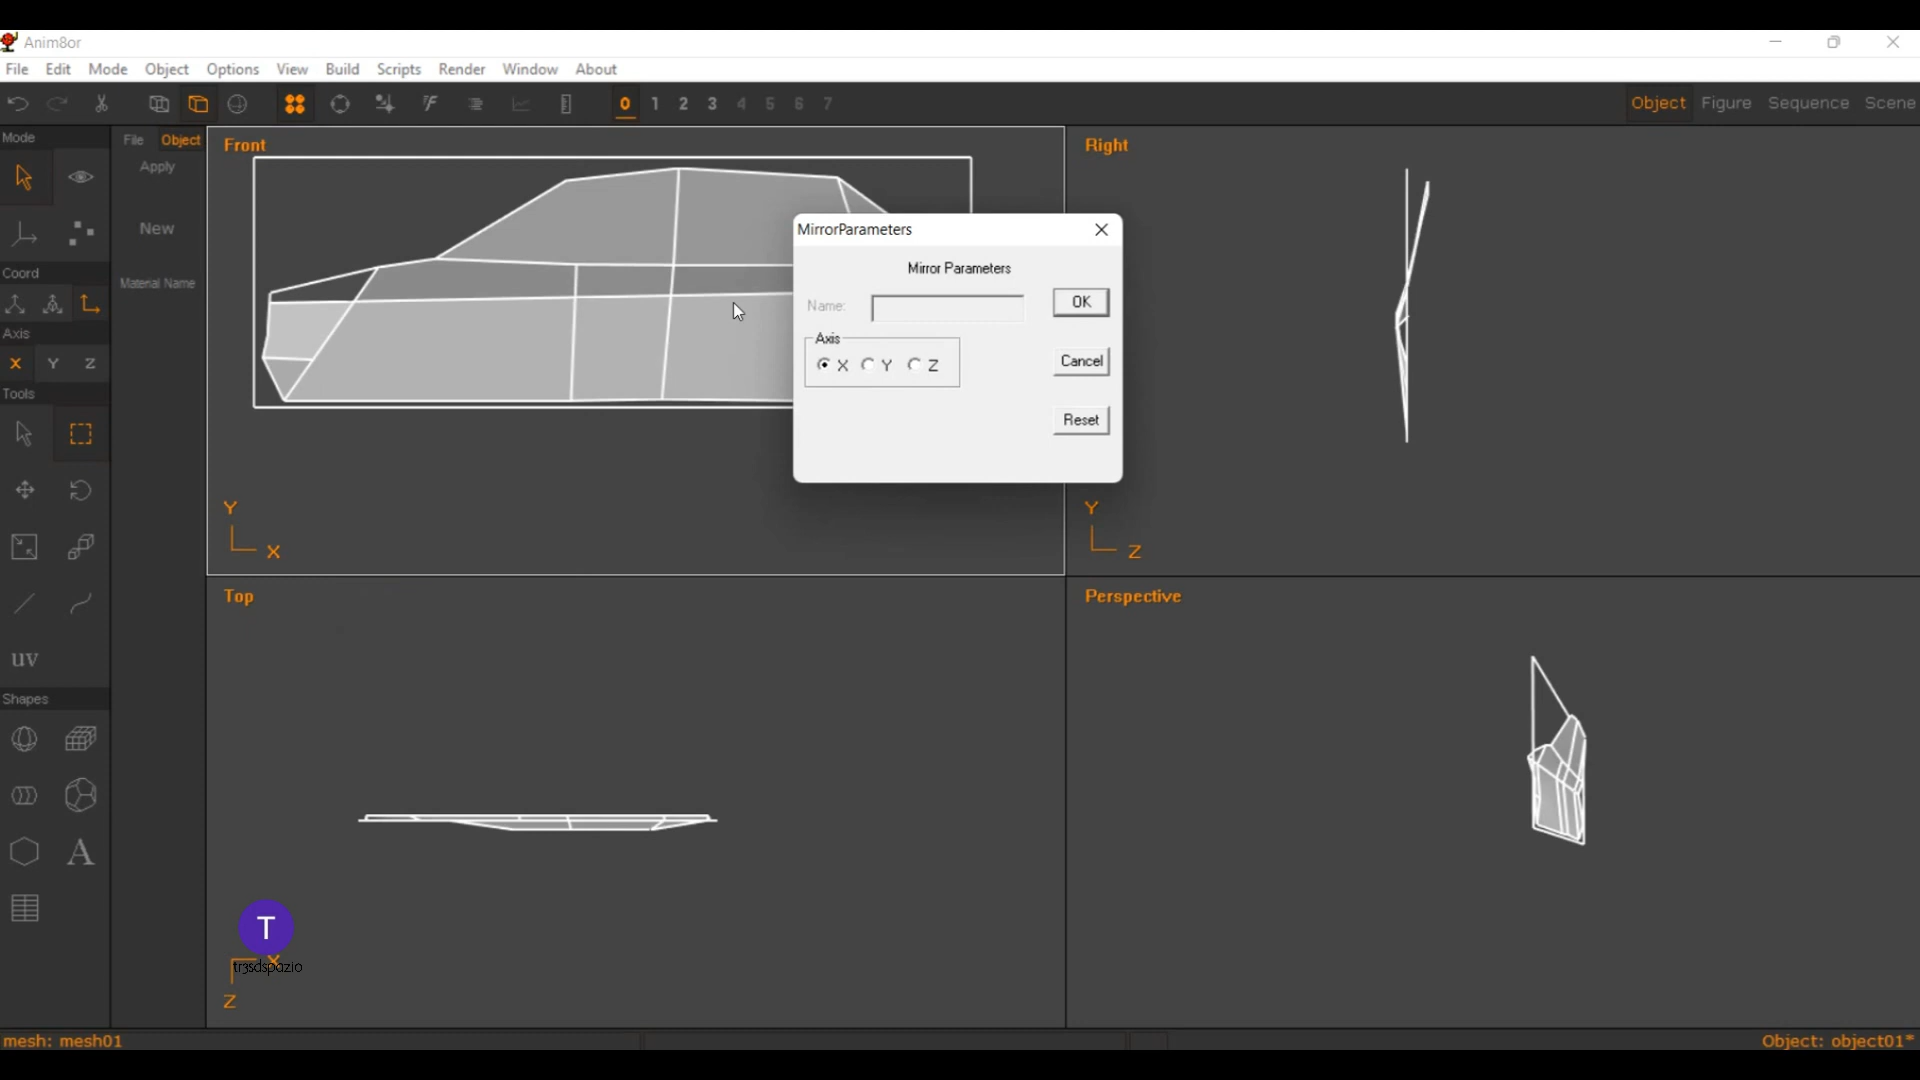 Anim8or
File Edit Mode Object Options View Build Scripts Render Window About
0 1 2 3 4 5 6 7
Object Figure Sequence Scene
Mode
File Object
Apply
New
Material Name
Coord
Axis
X Y Z
Tools
uv
Shapes
A
Front
Y
X
Right
Y
Z
MirrorParameters
Mirror Parameters
Name:
OK
Axis
X Y Z
Cancel
Reset
Top
T
X
tr3sdspazio
Z
Perspective
mesh: mesh01
Object: object01*